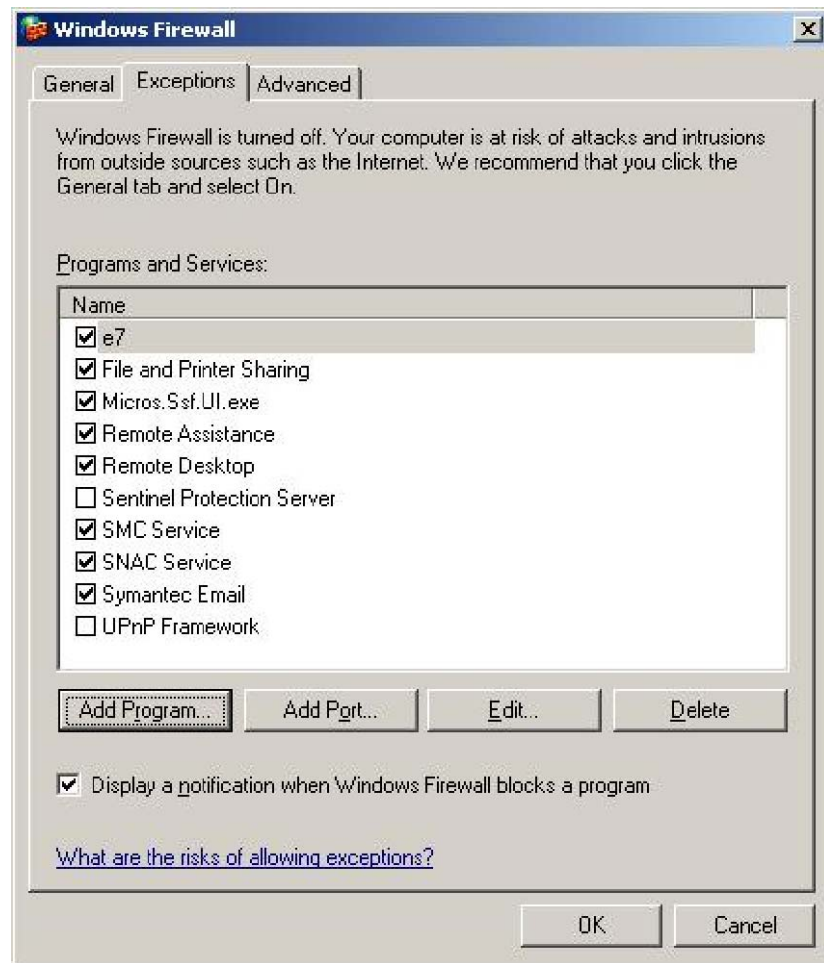 Windows Firewall
General Exceptions Advanced
Windows Firewall is turned off. Your computer is at risk of attacks and intrusions
from outside sources such as the Internet. We recommend that you click the
General tab and select On.
Programs and Services:
Name
e7
File and Printer Sharing
Micros.Ssf.UI.exe
Remote Assistance
Remote Desktop
Sentinel Protection Server
SMC Service
SNAC Service
Symantec Email
UPnP Framework
Add Program... Add Port... Edit... Delete
Display a notification when Windows Firewall blocks a program
What are the risks of allowing exceptions?
OK Cancel